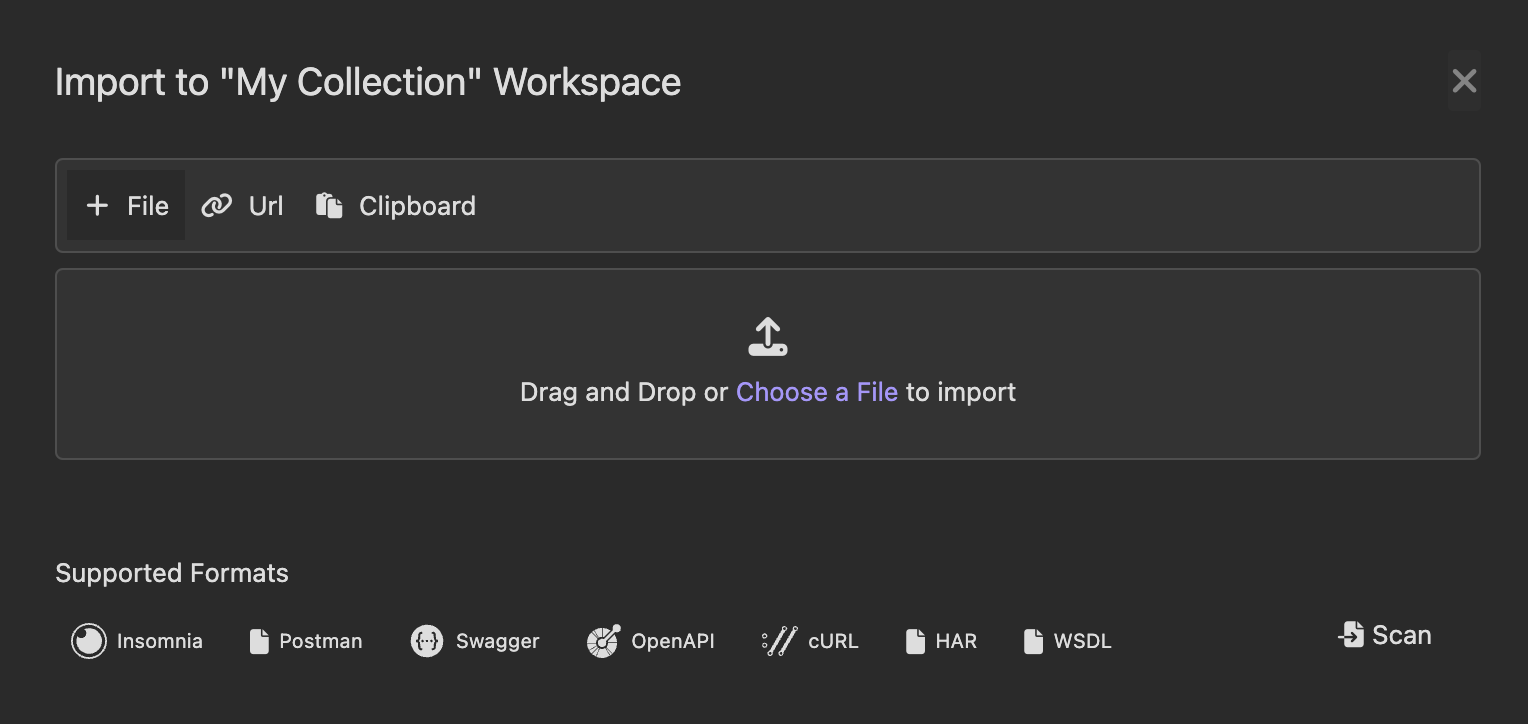 Import to "My Collection" Workspace
File Url Clipboard
Drag and Drop or Choose a File to import
Supported Formats
Insomnia Postman Swagger OpenAPI cURL HAR WSDL Scan